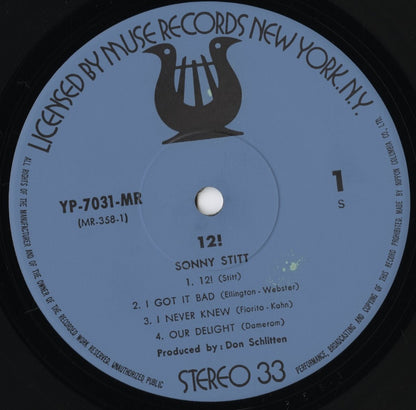 LICENSED BY MUSE RECORDS NEW YORK, N.Y.
YP-7031-MR
(MR-358-1)
1
S
12!
SONNY STITT
1. 12! (Stitt)
2. I GOT IT BAD (Ellington-Webster)
3. I NEVER KNEW (Fiorito-Kahn)
4. OUR DELIGHT (Dameram)
Produced by: Don Schlitten
STEREO 33
ALL RIGHTS OF THE MANUFACTURER AND OF THE OWNER OF THE RECORDED WORK RESERVED. UNAUTHORIZED PUBLIC
PERFORMANCE, BROADCASTING AND COPYING OF THIS RECORD PROHIBITED. MADE BY NIPPON COLUMBIA CO., LTD.